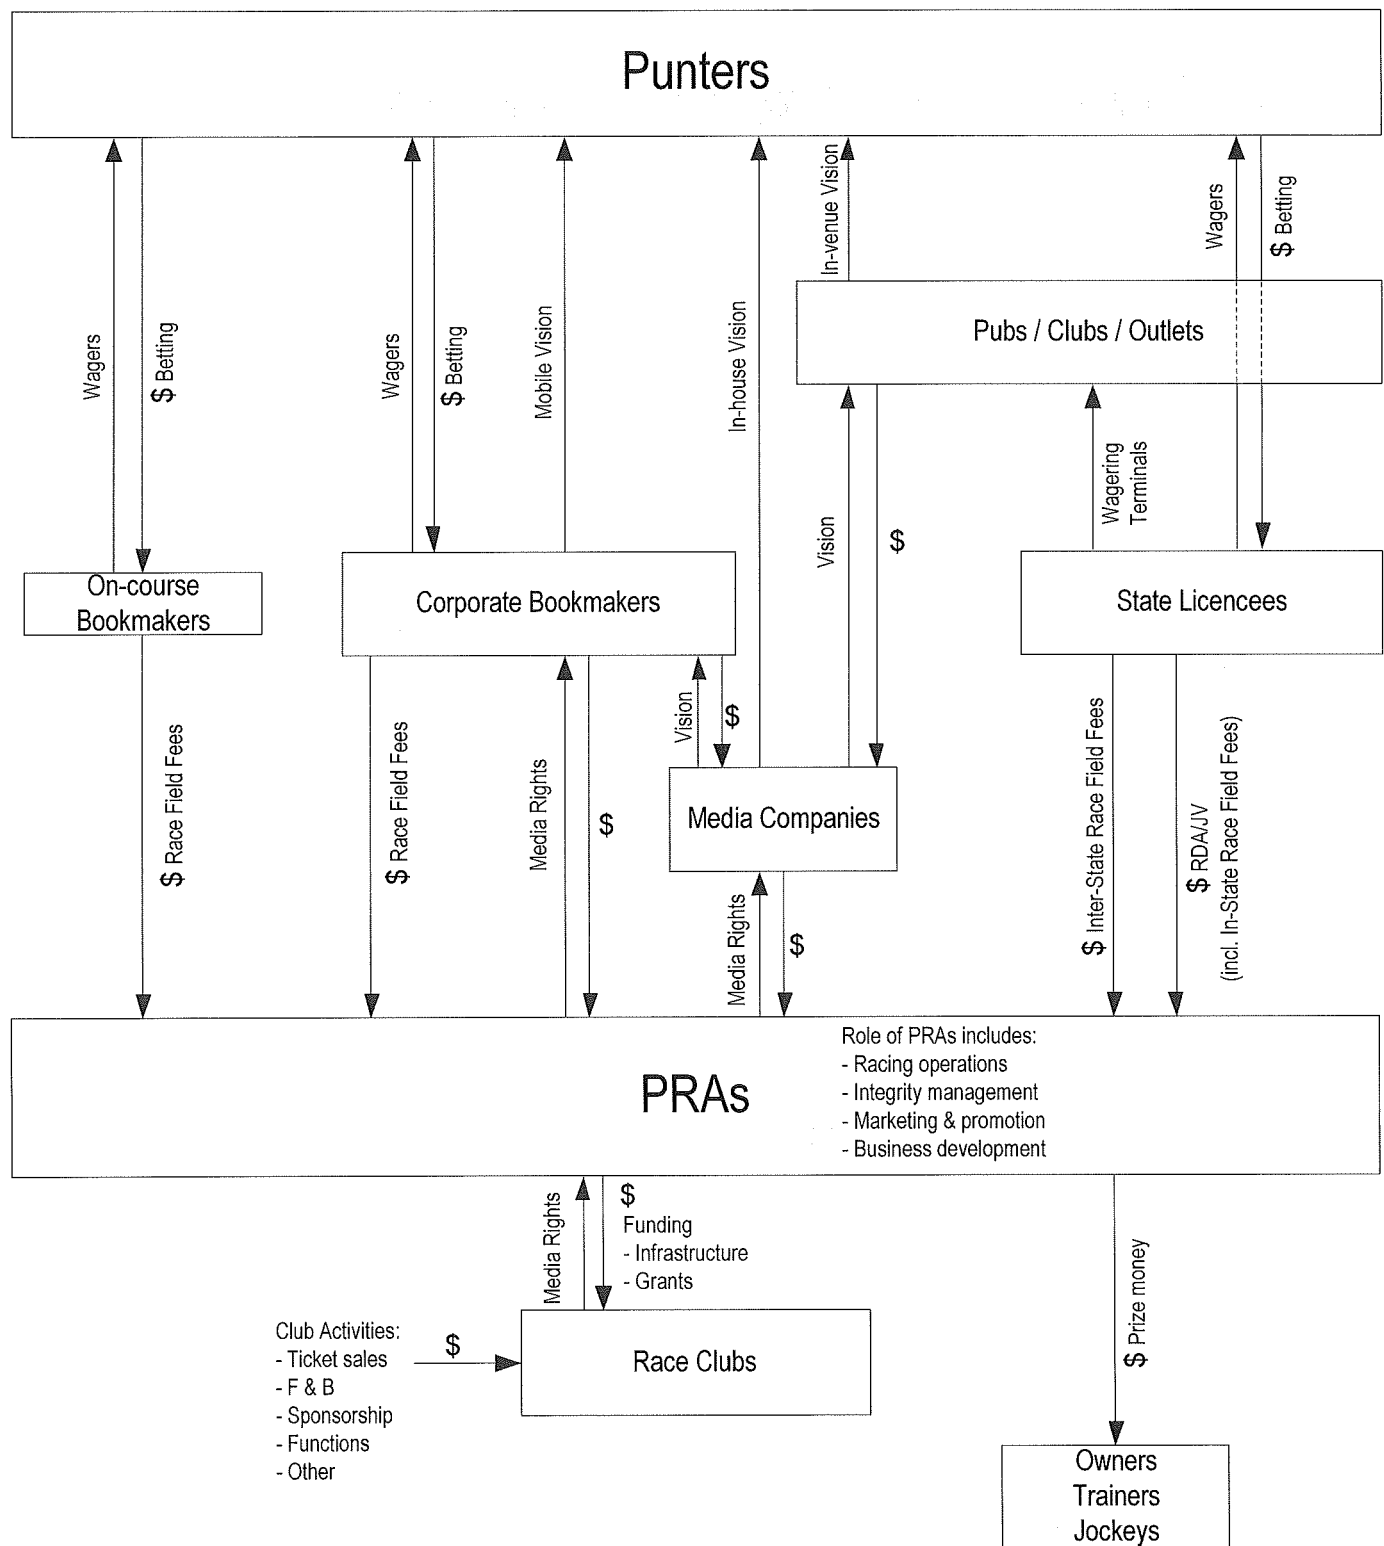 Punters
Wagers
$ Betting
Wagers
$ Betting
Mobile Vision
In-house Vision
In-venue Vision
Wagers
$ Betting
Pubs / Clubs / Outlets
Vision
$
Wagering
Terminals
On-course
Bookmakers
Corporate Bookmakers
State Licencees
$ Race Field Fees
$ Race Field Fees
Media Rights
$
Vision
$
Media Companies
Media Rights
$
$ Inter-State Race Field Fees
$ RDA/JV
(incl. In-State Race Field Fees)
PRAs
Role of PRAs includes:
- Racing operations
- Integrity management
- Marketing & promotion
- Business development
Media Rights
$
Funding
- Infrastructure
- Grants
$ Prize money
Club Activities:
- Ticket sales
- F & B
- Sponsorship
- Functions
- Other
$
Race Clubs
Owners
Trainers
Jockeys